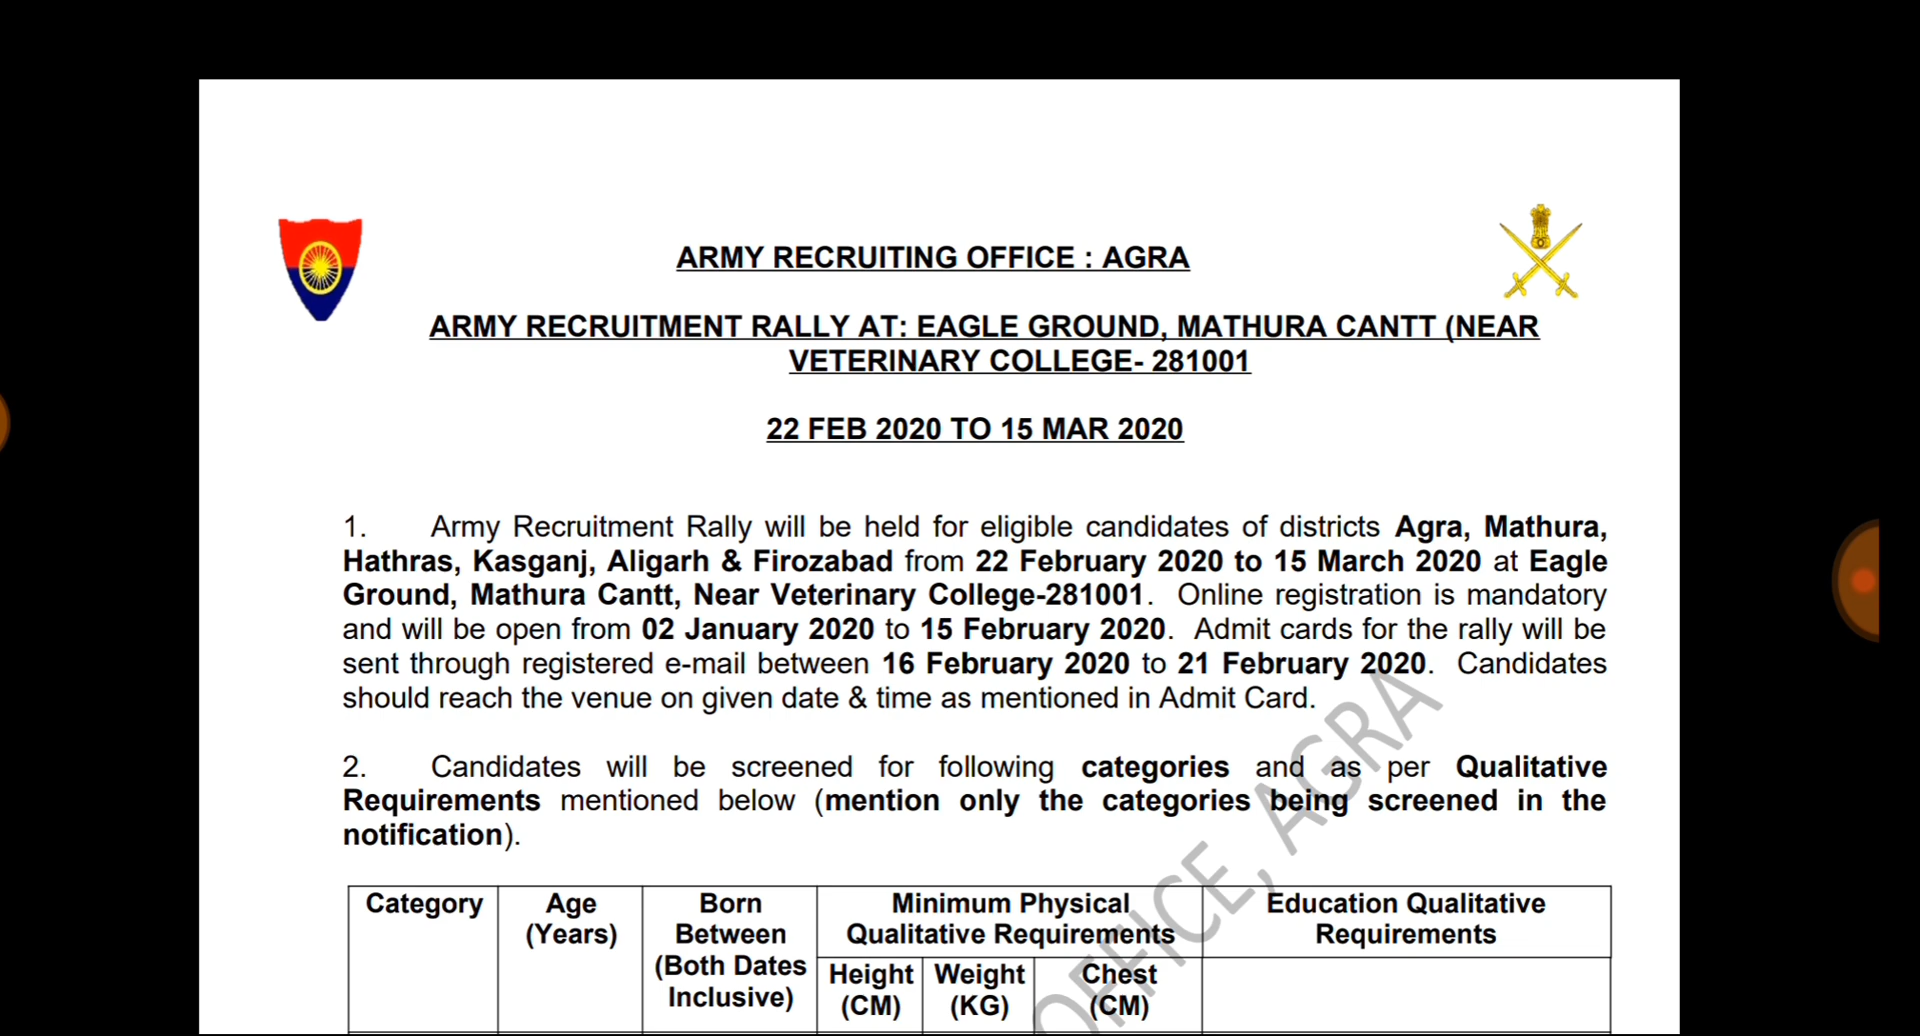 ARMY RECRUITING OFFICE : AGRA
ARMY RECRUITMENT RALLY AT: EAGLE GROUND, MATHURA CANTT (NEAR
VETERINARY COLLEGE- 281001
22 FEB 2020 TO 15 MAR 2020
1. Army Recruitment Rally will be held for eligible candidates of districts Agra, Mathura,
Hathras, Kasganj, Aligarh & Firozabad from 22 February 2020 to 15 March 2020 at Eagle
Ground, Mathura Cantt, Near Veterinary College-281001. Online registration is mandatory
and will be open from 02 January 2020 to 15 February 2020. Admit cards for the rally will be
sent through registered e-mail between 16 February 2020 to 21 February 2020. Candidates
should reach the venue on given date & time as mentioned in Admit Card.
2. Candidates will be screened for following categories and as per Qualitative
Requirements mentioned below (mention only the categories being screened in the
notification).
Category Age Born Minimum Physical Education Qualitative
(Years) Between Qualitative Requirements Requirements
(Both Dates Height Weight Chest
Inclusive) (CM) (KG) (CM)
OFFICE, AGRA